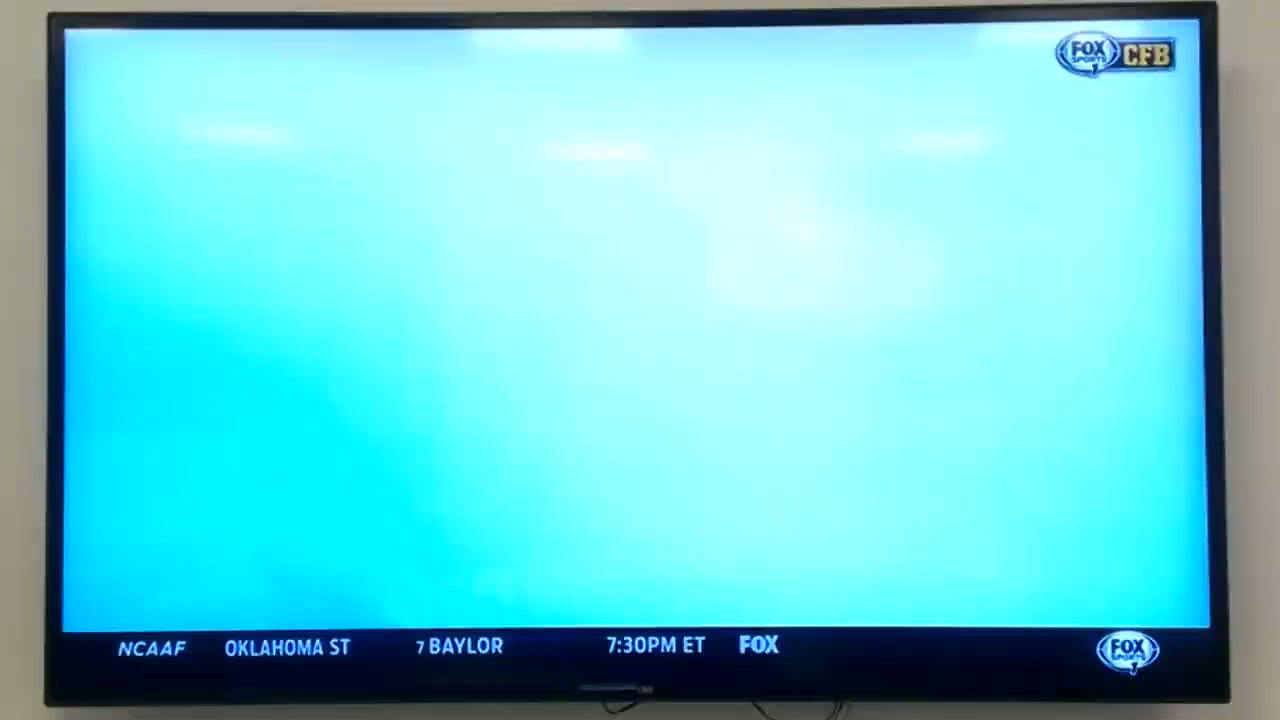 FOX SPORTS 1 CFB
NCAAF OKLAHOMA ST 7 BAYLOR 7:30PM ET FOX
FOX SPORTS 1